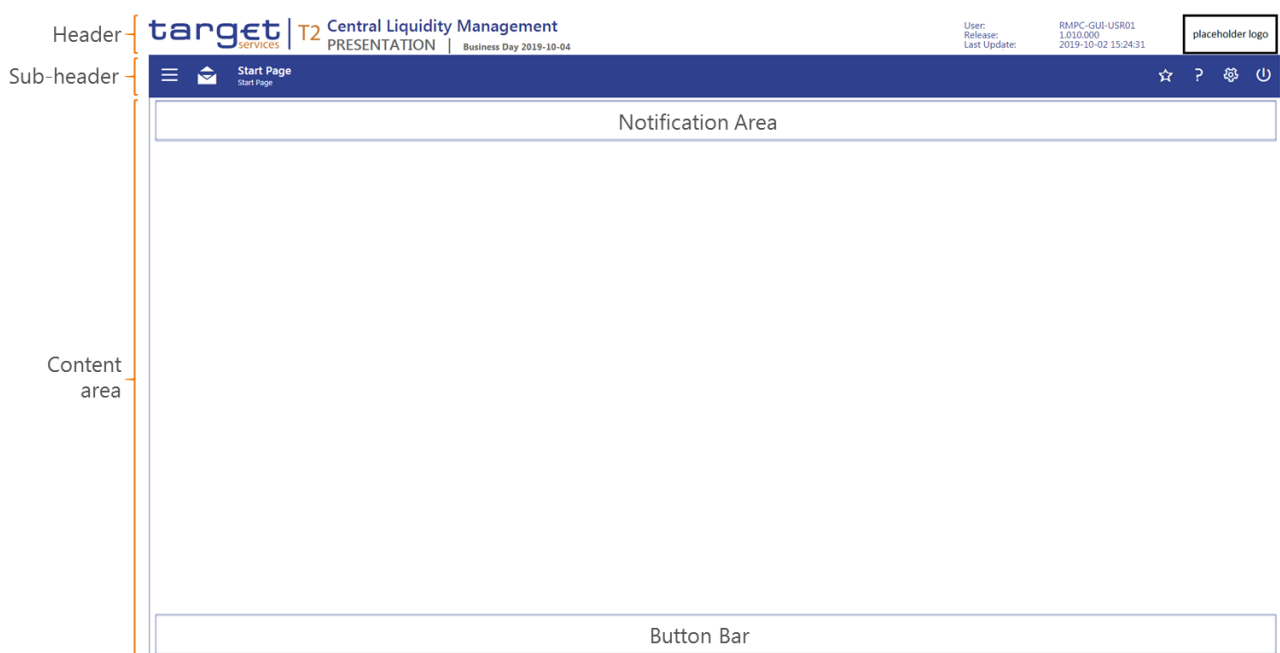 Header
target
services
T2
Central Liquidity Management
PRESENTATION | Business Day 2019-10-04
User: RMPC-GUI-USR01
Release: 1.010.000
Last Update: 2019-10-02 15:24:31
placeholder logo
Sub-header
Start Page
Start Page
?
Notification Area
Content
area
Button Bar